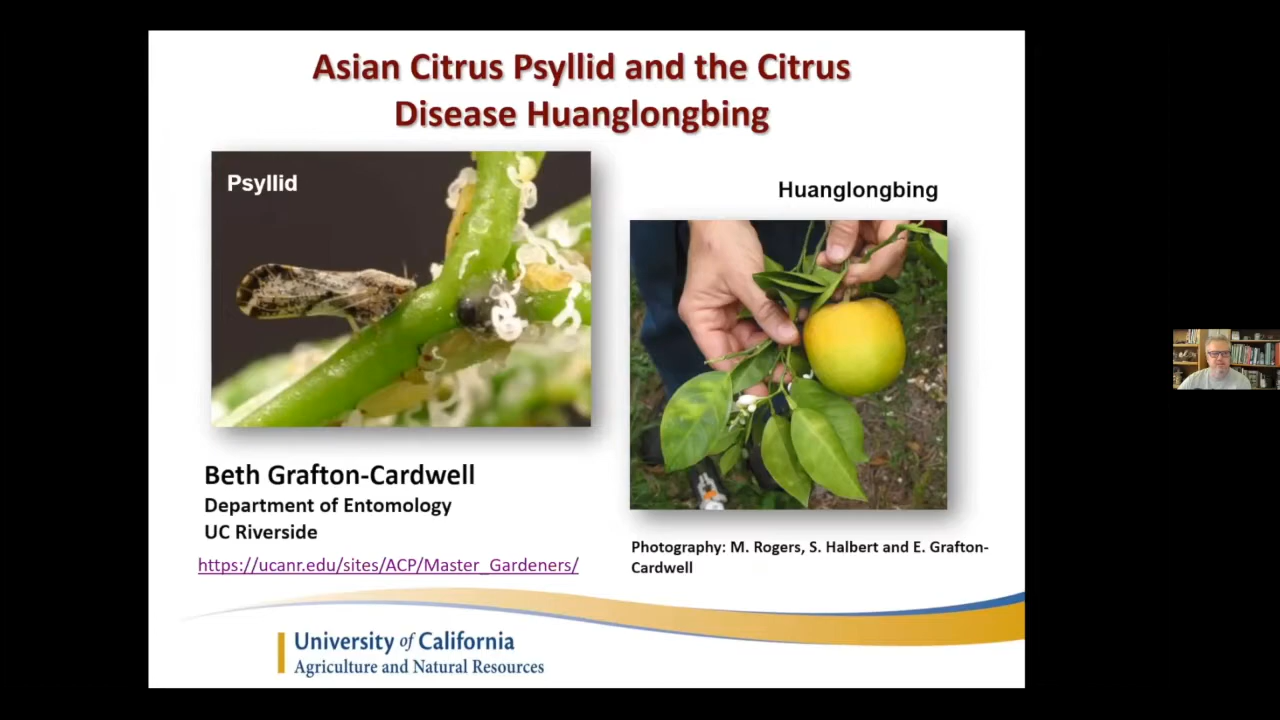 Asian Citrus Psyllid and the Citrus
Disease Huanglongbing
Psyllid
Huanglongbing
Beth Grafton-Cardwell
Department of Entomology
UC Riverside
https://ucanr.edu/sites/ACP/Master_Gardeners/
Photography: M. Rogers, S. Halbert and E. Grafton-
Cardwell
University of California
Agriculture and Natural Resources